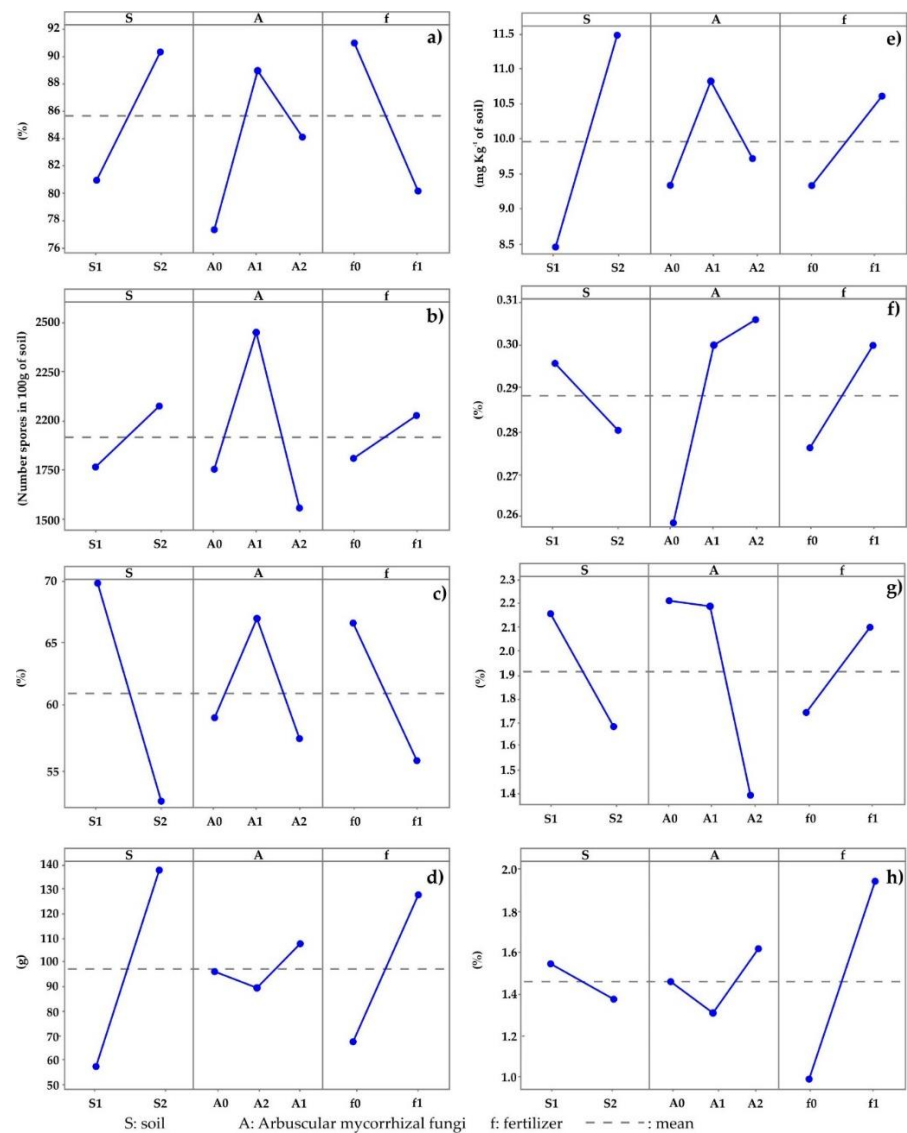 S A f
a)
92
90
88
86
84
82
80
78
76
(%)
S1 S2 A0 A1 A2 f0 f1
S A f
b)
2500
2250
2200
1750
1500
(Number spores in 100g of soil)
S1 S2 A0 A1 A2 f0 f1
S A f
c)
70
65
60
55
(%)
S1 S2 A0 A1 A1 f0 f1
S A f
d)
140
130
120
110
100
90
80
70
60
50
(g)
S1 S2 A0 A2 A1 f0 f1
S A f
e)
11.5
11.0
10.5
10.0
9.5
9.0
8.5
(mg Kg⁻¹ of soil)
S1 S2 A0 A1 A2 f0 f1
S A f
f)
0.31
0.30
0.29
0.28
0.27
0.26
(%)
S1 S2 A0 A1 A2 f0 f1
S A f
g)
2.3
2.2
2.1
1.9
1.7
1.6
1.5
1.4
(%)
S1 S2 A0 A1 A2 f0 f1
S A f
h)
2.0
1.8
1.6
1.4
1.2
1.0
(%)
S1 S2 A0 A1 A2 f0 f1
S: soil A: Arbuscular mycorrhizal fungi f: fertilizer : mean